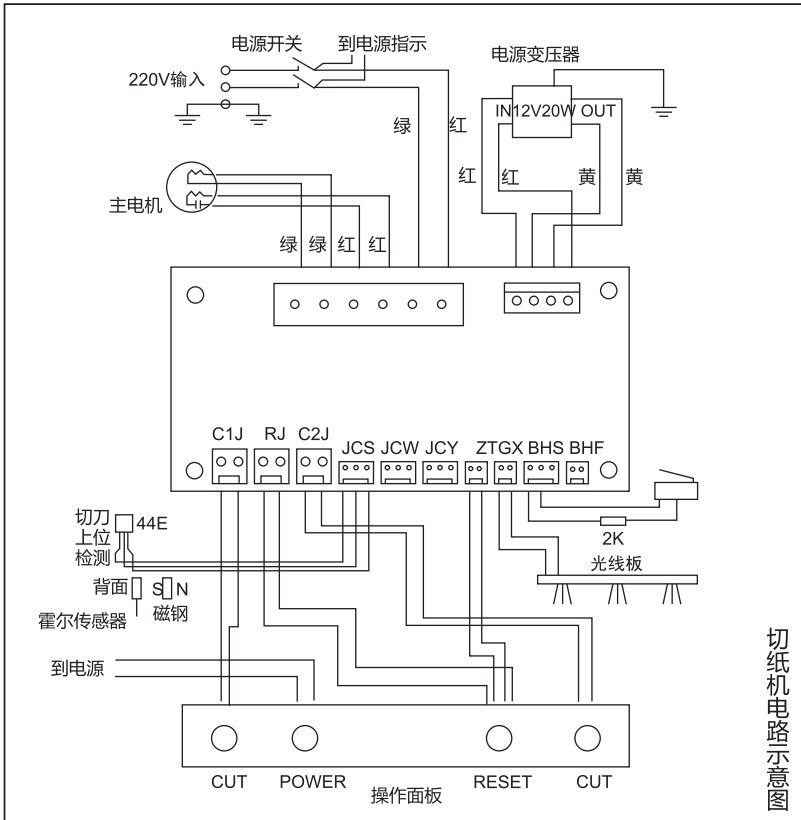 电源开关
到电源指示
电源变压器
220V输入
IN12V20W OUT
绿
红
红
红
黄
黄
主电机
绿
绿
红
红
C1J
RJ
C2J
JCS
JCW
JCY
ZTGX
BHS
BHF
切刀
上位
检测
44E
2K
光线板
背面
S
N
霍尔传感器
磁钢
到电源
CUT
POWER
RESET
CUT
操作面板
切纸机电路示意图